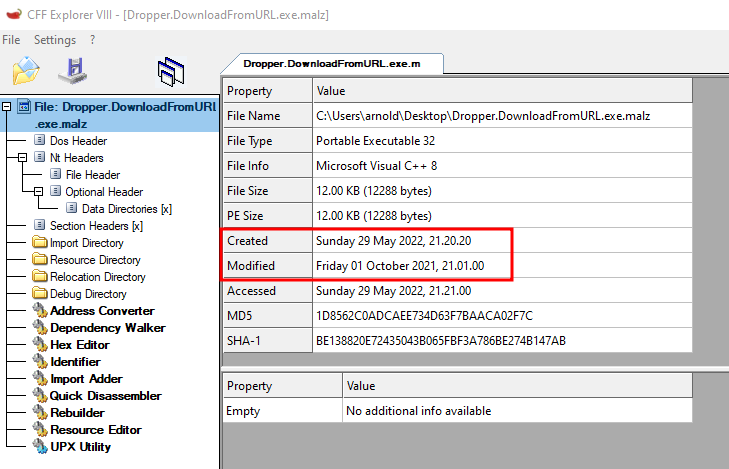 CFF Explorer VIII - [Dropper.DownloadFromURL.exe.malz]
File Settings ?
Dropper.DownloadFromURL.exe.m
File: Dropper.DownloadFromURL
.exe.malz
Dos Header
Nt Headers
File Header
Optional Header
Data Directories [x]
Section Headers [x]
Import Directory
Resource Directory
Relocation Directory
Debug Directory
Address Converter
Dependency Walker
Hex Editor
Identifier
Import Adder
Quick Disassembler
Rebuilder
Resource Editor
UPX Utility
Property Value
File Name C:\Users\arnold\Desktop\Dropper.DownloadFromURL.exe.malz
File Type Portable Executable 32
File Info Microsoft Visual C++ 8
File Size 12.00 KB (12288 bytes)
PE Size 12.00 KB (12288 bytes)
Created Sunday 29 May 2022, 21.20.20
Modified Friday 01 October 2021, 21.01.00
Accessed Sunday 29 May 2022, 21.21.00
MD5 1D8562C0ADCAEE734D63F7BAACA02F7C
SHA-1 BE138820E72435043B065FBF3A786BE274B147AB
Property Value
Empty No additional info available